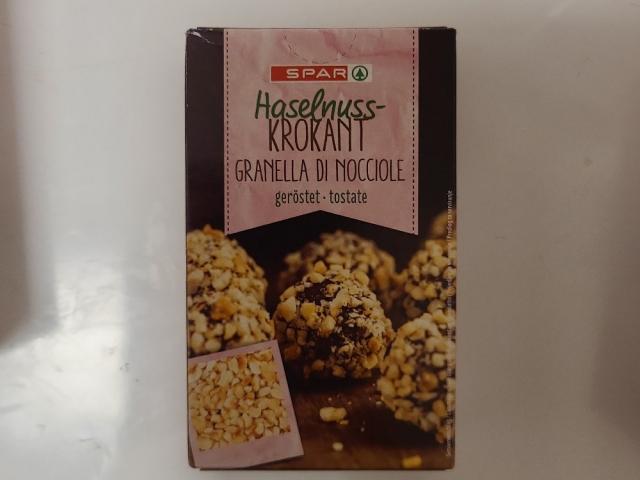 SPAR
Haselnuss-
KROKANT
GRANELLA DI NOCCIOLE
geröstet · tostate